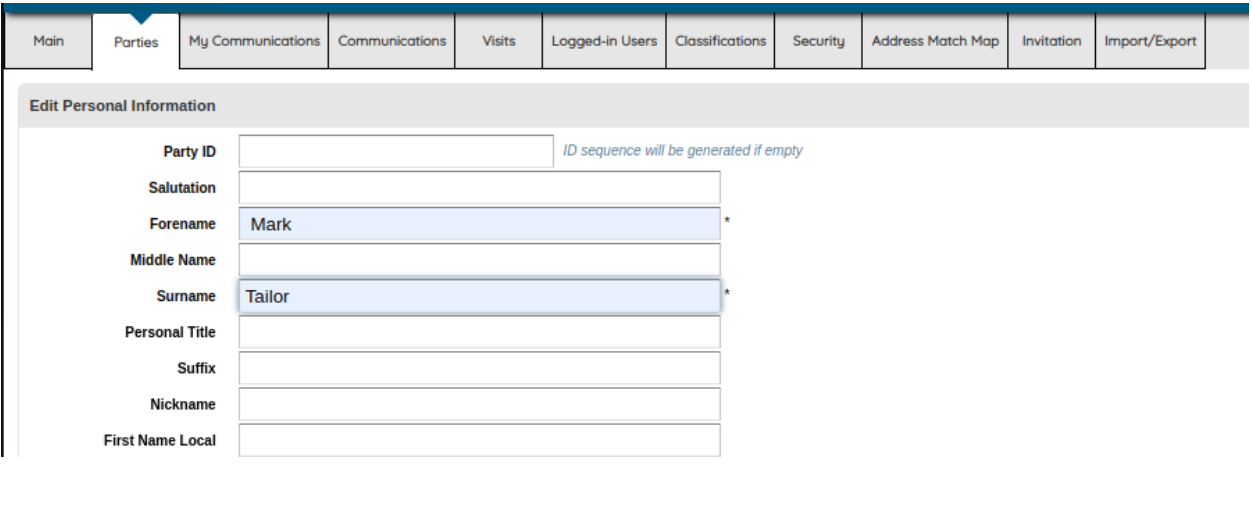 Main Parties My Communications Communications Visits Logged-in Users Classifications Security Address Match Map Invitation Import/Export
Edit Personal Information
Party ID ID sequence will be generated if empty
Salutation
Forename Mark *
Middle Name
Surname Tailor *
Personal Title
Suffix
Nickname
First Name Local